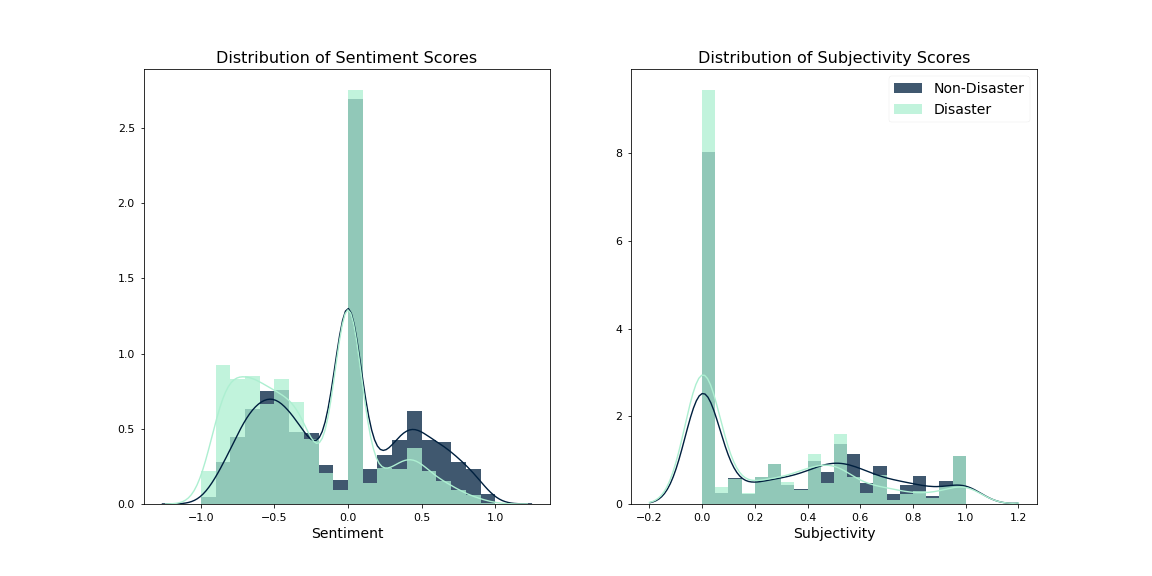 Distribution of Sentiment Scores
2.5
2.0
1.5
1.0
0.5
0.0
−1.0 −0.5 0.0 0.5 1.0
Sentiment
Distribution of Subjectivity Scores
Non-Disaster
Disaster
8
6
4
2
0
−0.2 0.0 0.2 0.4 0.6 0.8 1.0 1.2
Subjectivity